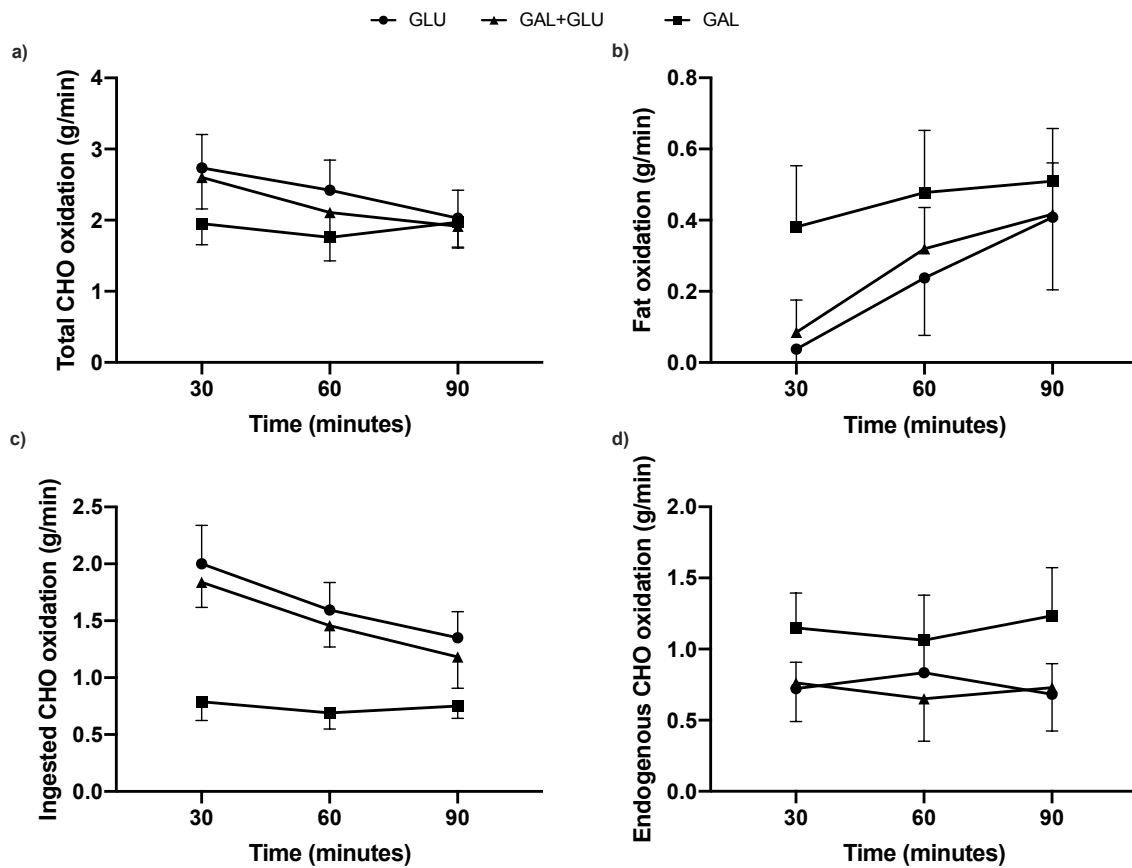 GLU GAL+GLU GAL
a)
Total CHO oxidation (g/min)
4
3
2
1
0
30 60 90
Time (minutes)
b)
Fat oxidation (g/min)
0.8
0.6
0.4
0.2
0.0
30 60 90
Time (minutes)
c)
Ingested CHO oxidation (g/min)
2.5
2.0
1.5
1.0
0.5
0.0
30 60 90
Time (minutes)
d)
Endogenous CHO oxidation (g/min)
2.0
1.5
1.0
0.5
0.0
30 60 90
Time (minutes)